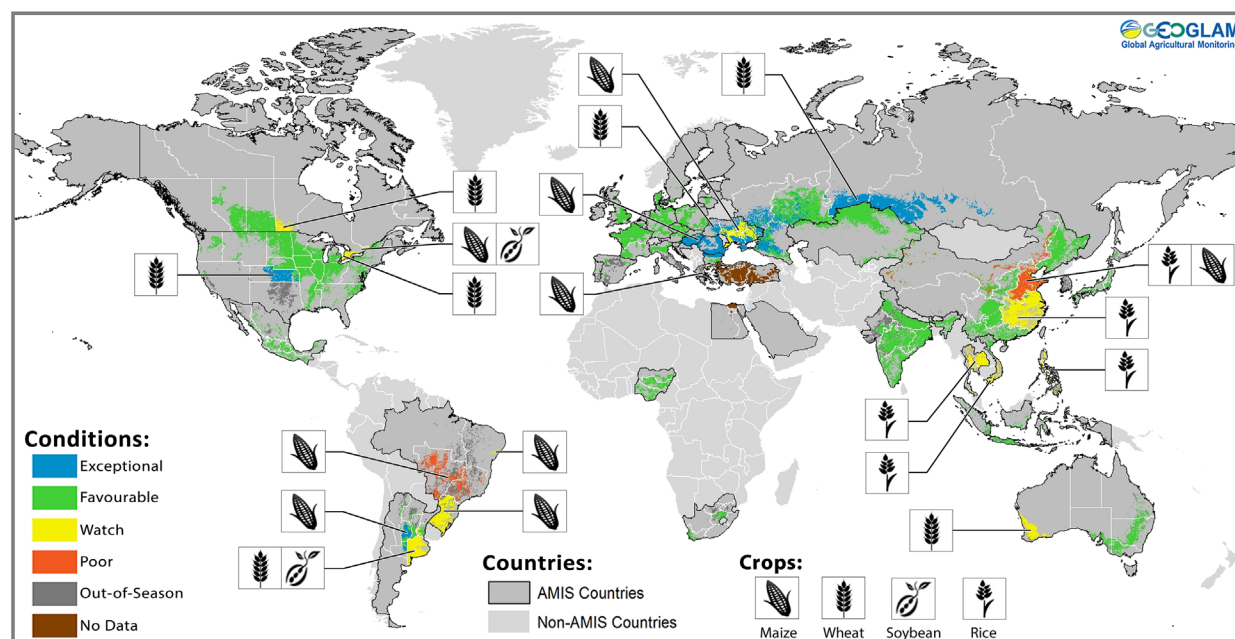 GEOGLAM
Global Agricultural Monitoring
Conditions:
Exceptional
Favourable
Watch
Poor
Out-of-Season
No Data
Countries:
AMIS Countries
Non-AMIS Countries
Crops:
Maize
Wheat
Soybean
Rice